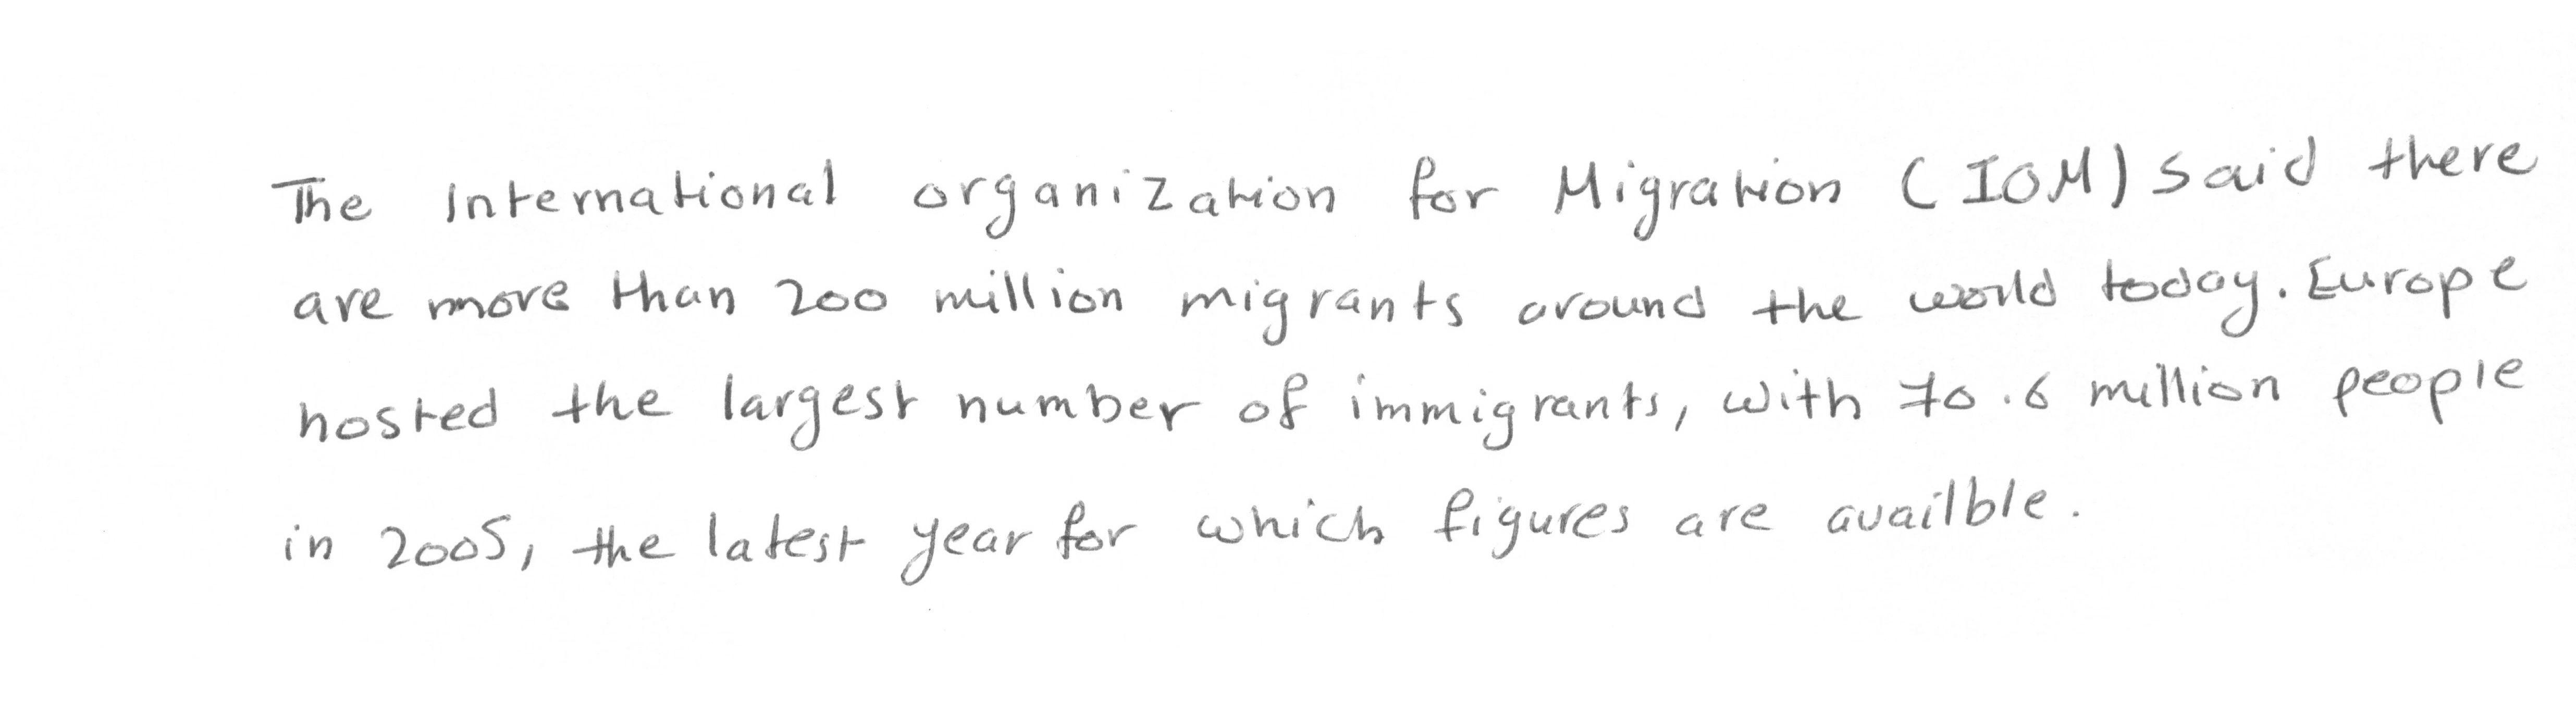 The International organization for Migration (IOM) said there
are more than 200 million migrants around the world today. Europe
hosted the largest number of immigrants, with 70.6 million people
in 2005, the latest year for which figures are availble.